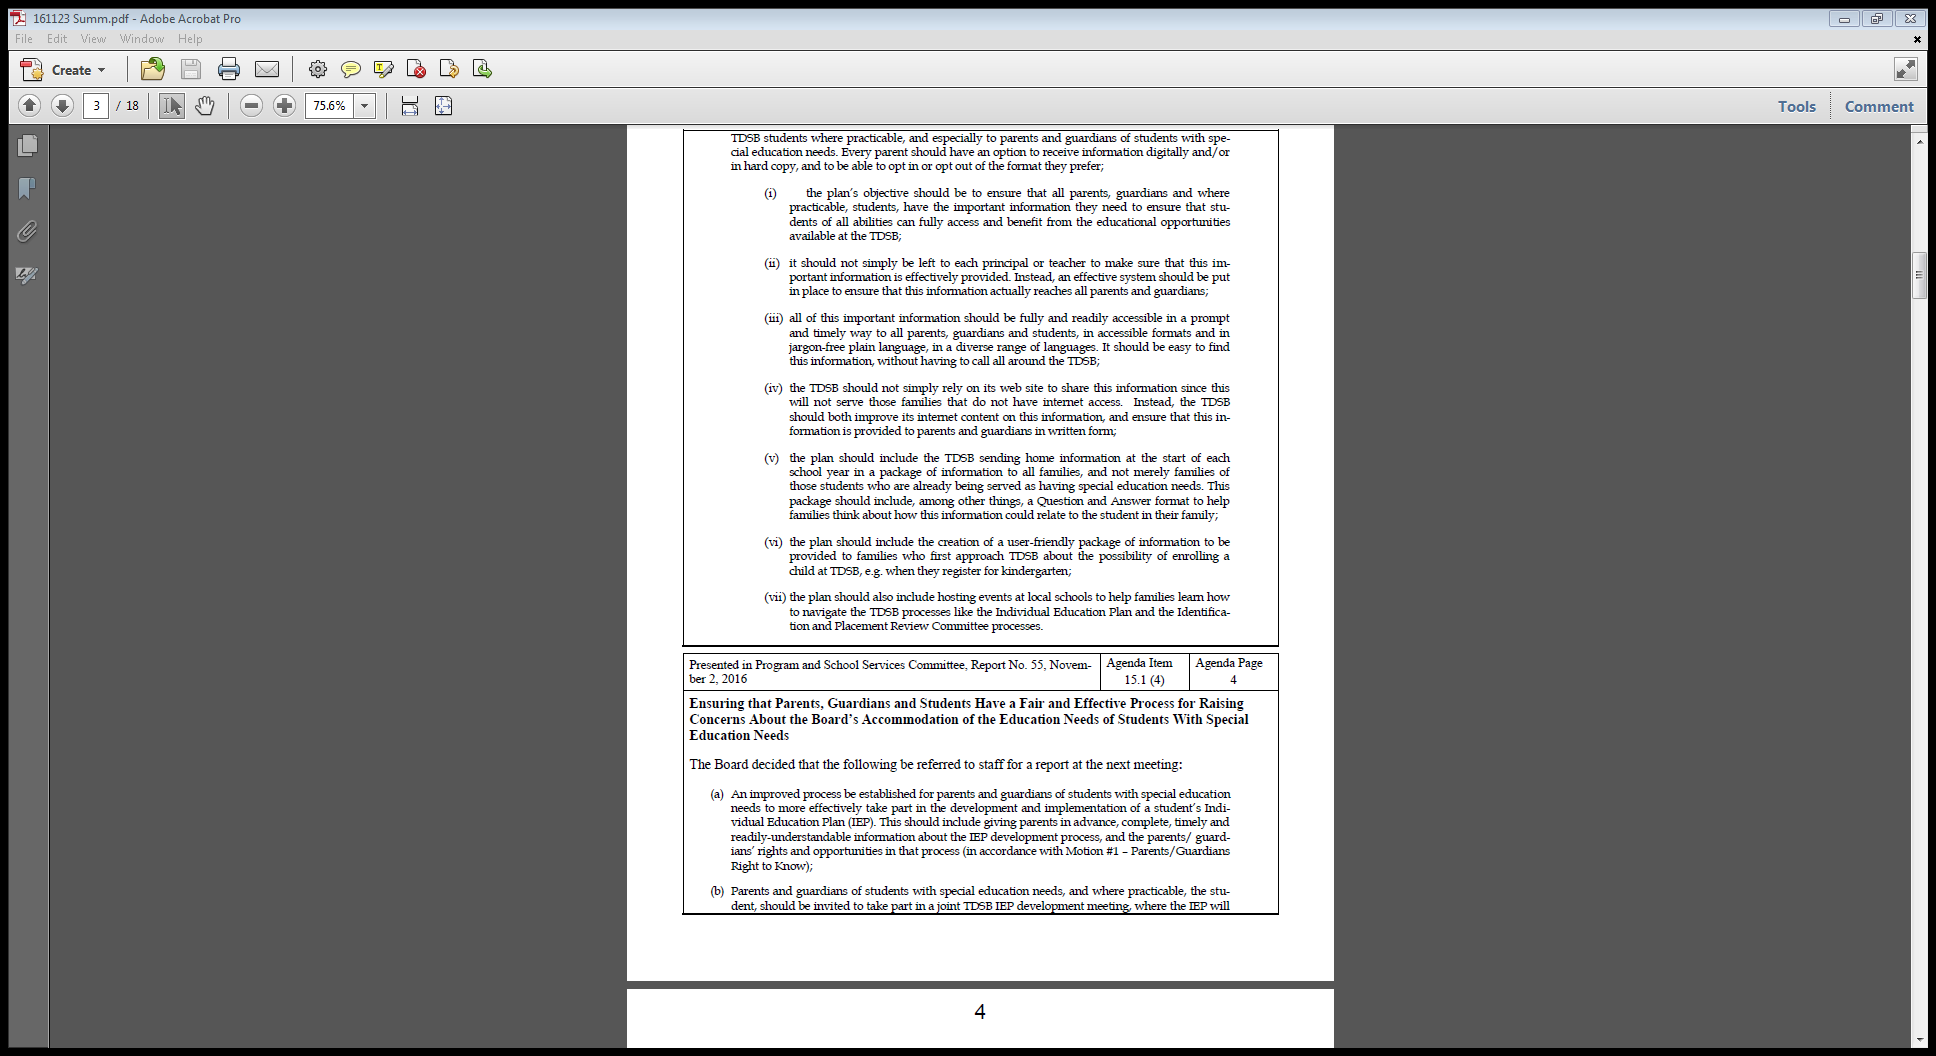 161123 Summ.pdf - Adobe Acrobat Pro
File Edit View Window Help
Create
3 / 18 75.6% Tools Comment
TDSB students where practicable, and especially to parents and guardians of students with spe-
cial education needs. Every parent should have an option to receive information digitally and/or
in hard copy, and to be able to opt in or opt out of the format they prefer;
(i) the plan's objective should be to ensure that all parents, guardians and where
practicable, students, have the important information they need to ensure that stu-
dents of all abilities can fully access and benefit from the educational opportunities
available at the TDSB;
(ii) it should not simply be left to each principal or teacher to make sure that this im-
portant information is effectively provided. Instead, an effective system should be put
in place to ensure that this information actually reaches all parents and guardians;
(iii) all of this important information should be fully and readily accessible in a prompt
and timely way to all parents, guardians and students, in accessible formats and in
jargon-free plain language, in a diverse range of languages. It should be easy to find
this information, without having to call all around the TDSB;
(iv) the TDSB should not simply rely on its web site to share this information since this
will not serve those families that do not have internet access. Instead, the TDSB
should both improve its internet content on this information, and ensure that this in-
formation is provided to parents and guardians in written form;
(v) the plan should include the TDSB sending home information at the start of each
school year in a package of information to all families, and not merely families of
those students who are already being served as having special education needs. This
package should include, among other things, a Question and Answer format to help
families think about how this information could relate to the student in their family;
(vi) the plan should include the creation of a user-friendly package of information to be
provided to families who first approach TDSB about the possibility of enrolling a
child at TDSB, e.g. when they register for kindergarten;
(vii) the plan should also include hosting events at local schools to help families learn how
to navigate the TDSB processes like the Individual Education Plan and the Identifica-
tion and Placement Review Committee processes.
Presented in Program and School Services Committee, Report No. 55, Novem-
ber 2, 2016
Agenda Item
15.1 (4)
Agenda Page
4
Ensuring that Parents, Guardians and Students Have a Fair and Effective Process for Raising
Concerns About the Board's Accommodation of the Education Needs of Students With Special
Education Needs
The Board decided that the following be referred to staff for a report at the next meeting:
(a) An improved process be established for parents and guardians of students with special education
needs to more effectively take part in the development and implementation of a student's Indi-
vidual Education Plan (IEP). This should include giving parents in advance, complete, timely and
readily-understandable information about the IEP development process, and the parents/ guard-
ians' rights and opportunities in that process (in accordance with Motion #1 – Parents/Guardians
Right to Know);
(b) Parents and guardians of students with special education needs, and where practicable, the stu-
dent, should be invited to take part in a joint TDSB IEP development meeting, where the IEP will
4